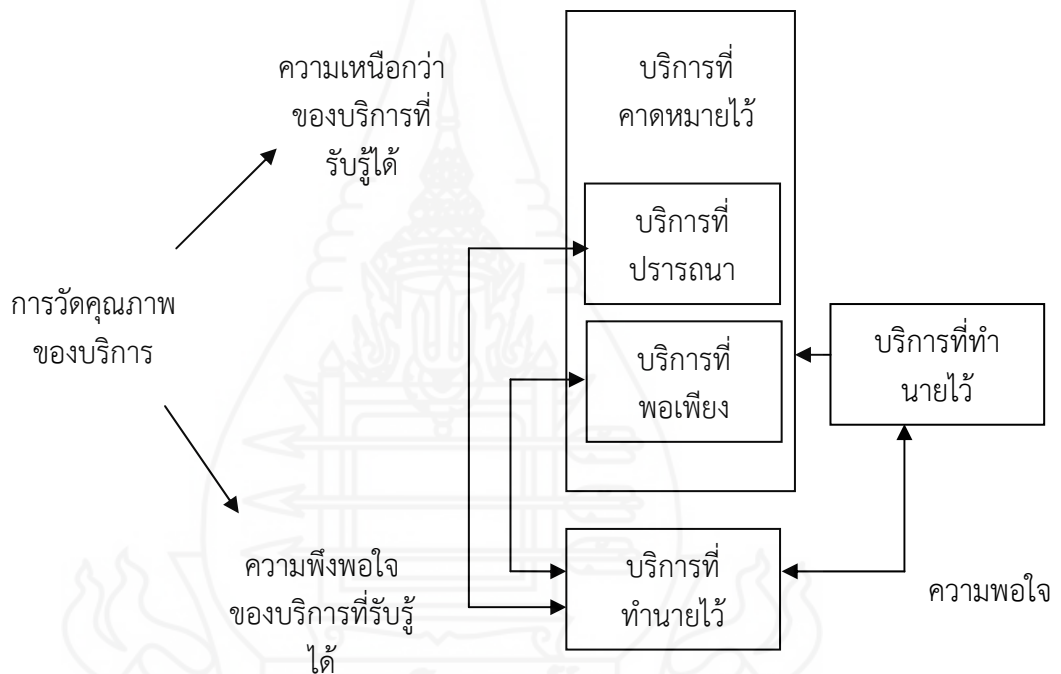 ความเหนือกว่า
ของบริการที่
รับรู้ได้
บริการที่
คาดหมายไว้
บริการที่
ปรารถนา
การวัดคุณภาพ
ของบริการ
บริการที่
พอเพียง
บริการที่ทำ
นายไว้
ความพึงพอใจ
ของบริการที่รับรู้
ได้
บริการที่
ทำนายไว้
ความพอใจ